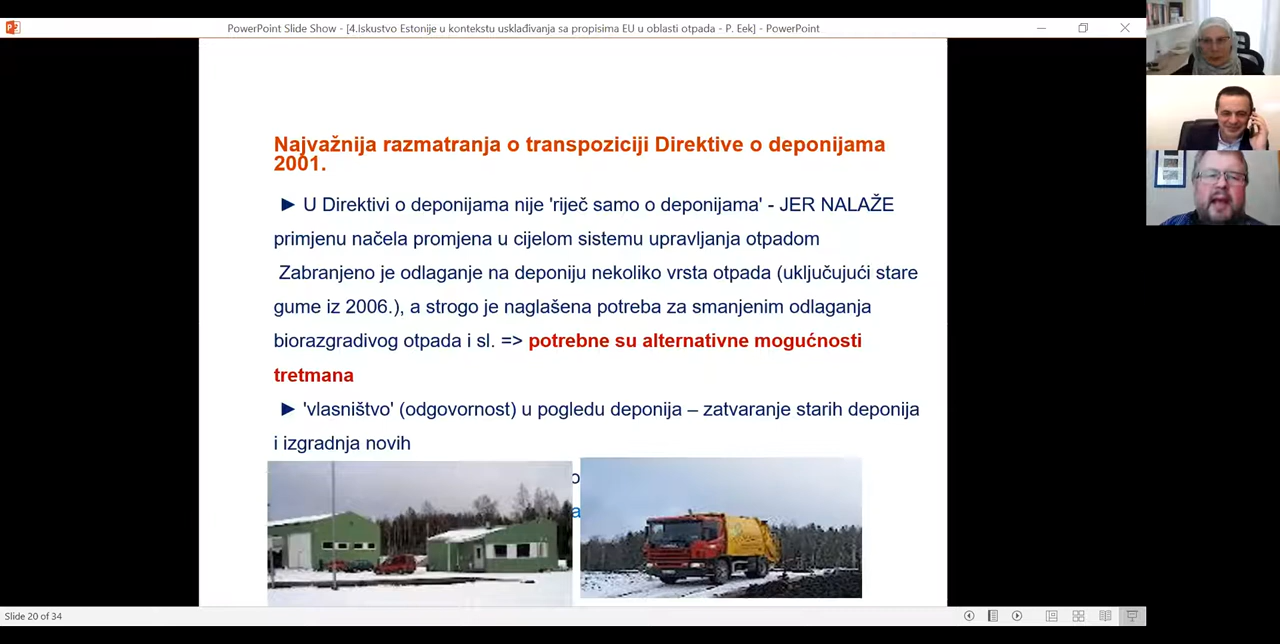 PowerPoint Slide Show - [4.Iskustvo Estonije u kontekstu usklađivanja sa propisima EU u oblasti otpada - P. Eek] - PowerPoint
Najvažnija razmatranja o transpoziciji Direktive o deponijama
2001.
► U Direktivi o deponijama nije 'riječ samo o deponijama' - JER NALAŽE
primjenu načela promjena u cijelom sistemu upravljanja otpadom
Zabranjeno je odlaganje na deponiju nekoliko vrsta otpada (uključujući stare
gume iz 2006.), a strogo je naglašena potreba za smanjenim odlaganja
biorazgradivog otpada i sl. => potrebne su alternativne mogućnosti
tretmana
► 'vlasništvo' (odgovornost) u pogledu deponija – zatvaranje starih deponija
i izgradnja novih
Slide 20 of 34